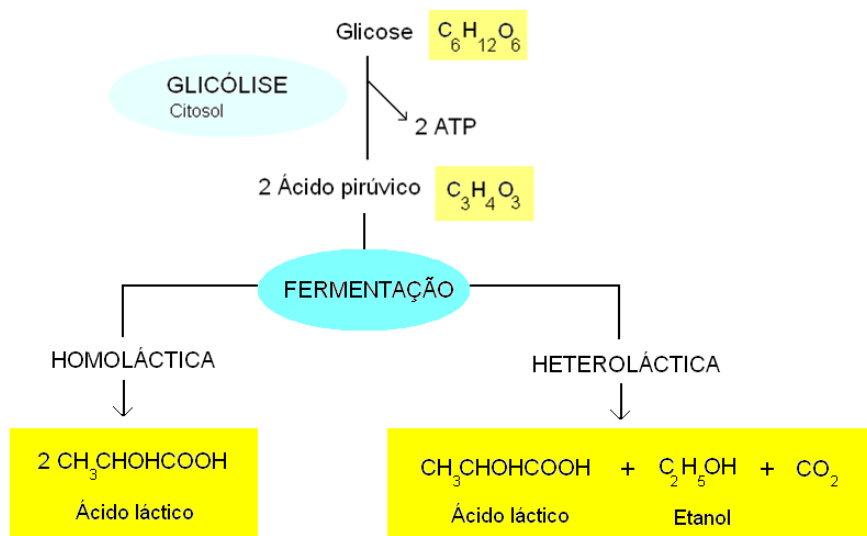 Glicose C6H12O6
GLICÓLISE
Citosol
2 ATP
2 Ácido pirúvico C3H4O3
FERMENTAÇÃO
HOMOLÁCTICA
HETEROLÁCTICA
2 CH3CHOHCOOH
Ácido láctico
CH3CHOHCOOH + C2H5OH + CO2
Ácido láctico Etanol